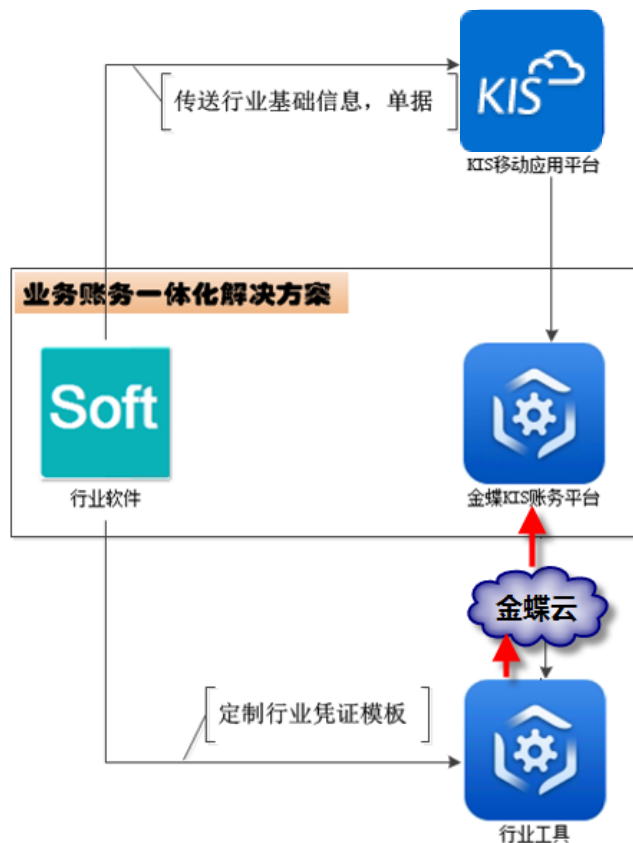 KIS
传送行业基础信息，单据
KIS移动应用平台
业务账务一体化解决方案
Soft
行业软件
金蝶KIS账务平台
金蝶云
定制行业凭证模板
行业工具